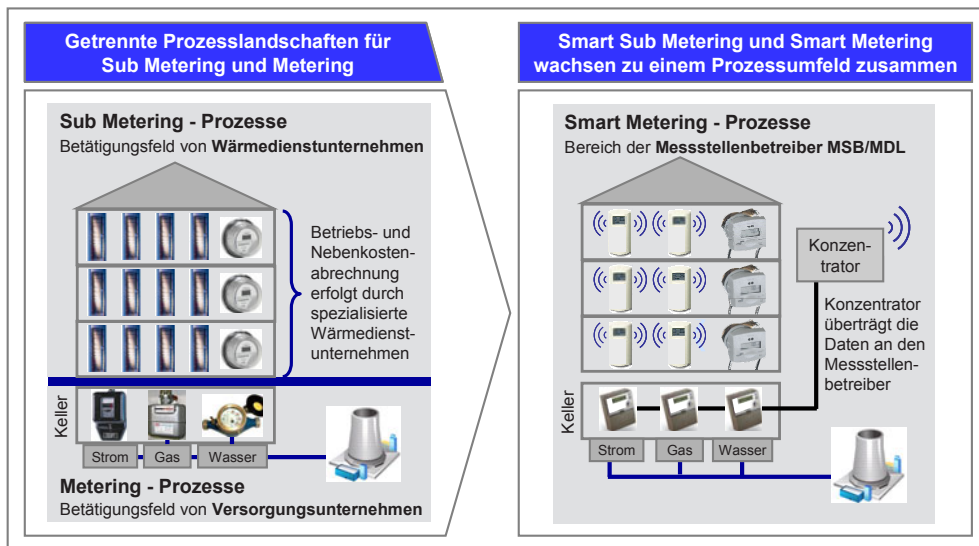 Getrennte Prozesslandschaften für
Sub Metering und Metering
Sub Metering - Prozesse
Betätigungsfeld von Wärmedienstunternehmen
Betriebs- und
Nebenkosten-
abrechnung
erfolgt durch
spezialisierte
Wärmedienst-
unternehmen
Keller
Strom
Gas
Wasser
Metering - Prozesse
Betätigungsfeld von Versorgungsunternehmen
Smart Sub Metering und Smart Metering
wachsen zu einem Prozessumfeld zusammen
Smart Metering - Prozesse
Bereich der Messstellenbetreiber MSB/MDL
Konzen-
trator
Konzentrator
überträgt die
Daten an den
Messstellen-
betreiber
Keller
Strom
Gas
Wasser